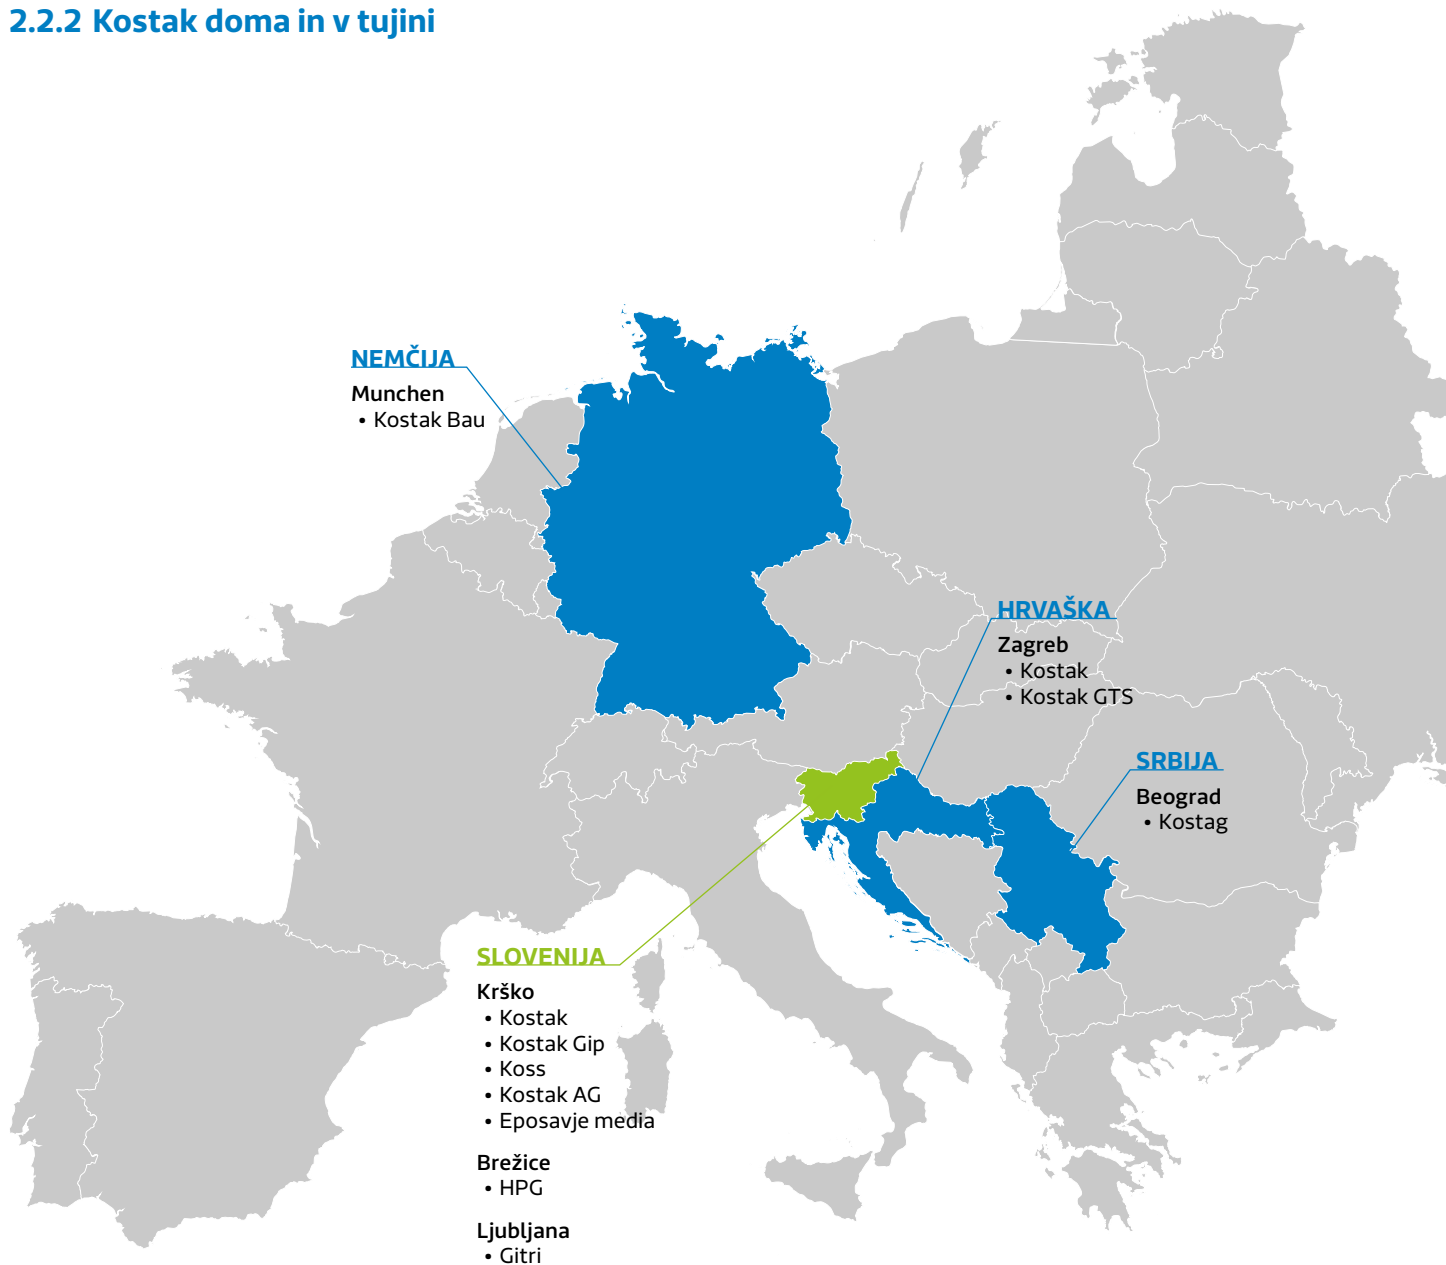 2.2.2 Kostak doma in v tujini
NEMČIJA
Munchen
• Kostak Bau
HRVAŠKA
Zagreb
• Kostak
• Kostak GTS
SRBIJA
Beograd
• Kostag
SLOVENIJA
Krško
• Kostak
• Kostak Gip
• Koss
• Kostak AG
• Eposavje media
Brežice
• HPG
Ljubljana
• Gitri